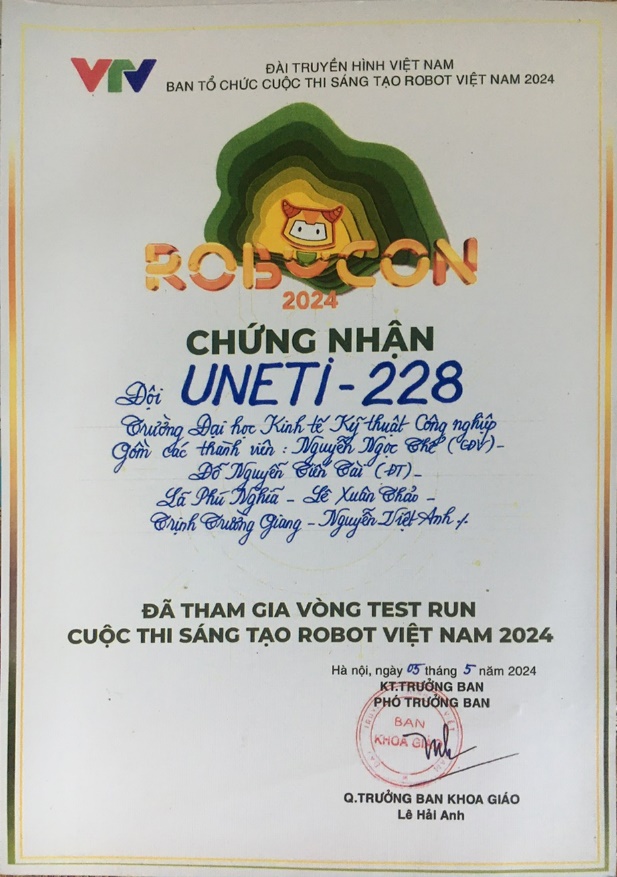 VTV
ĐÀI TRUYỀN HÌNH VIỆT NAM
BAN TỔ CHỨC CUỘC THI SÁNG TẠO ROBOT VIỆT NAM 2024
ROBOCON
2024
CHỨNG NHẬN
Đội UNETI - 228
Trường Đại học Kinh tế Kỹ thuật Công nghiệp
Gồm các thành viên : Nguyễn Ngọc Thế (GDV) -
Đỗ Nguyễn Tiến Tài (ĐT) -
Lã Phú Nghĩa - Lê Xuân Thảo -
Trịnh Trường Giang - Nguyễn Việt Anh ./.
ĐÃ THAM GIA VÒNG TEST RUN
CUỘC THI SÁNG TẠO ROBOT VIỆT NAM 2024
Hà nội, ngày 05 tháng 5 năm 2024
KT.TRƯỞNG BAN
PHÓ TRƯỞNG BAN
BAN
KHOA GIÁO
Q.TRƯỞNG BAN KHOA GIÁO
Lê Hải Anh